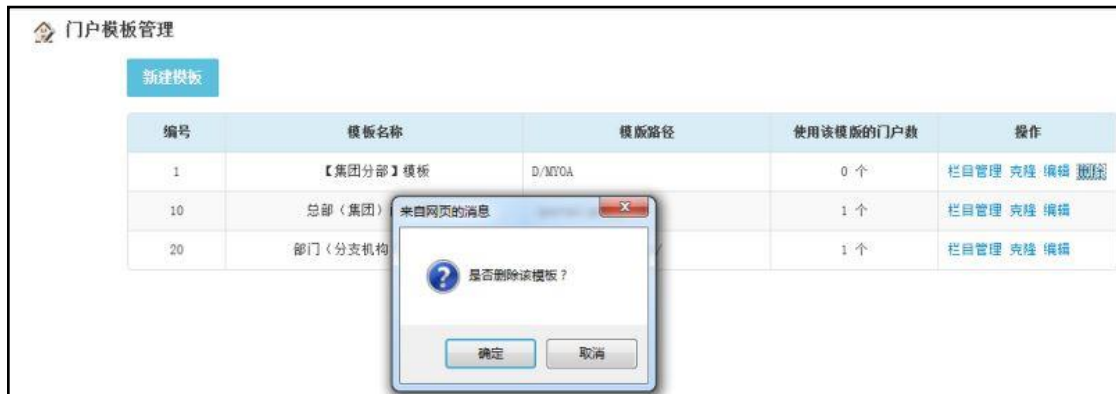 门户模板管理
新建模板
编号 模板名称 模版路径 使用该模版的门户数 操作
1 【集团分部】模板 D/MYOA 0 个 栏目管理 克隆 编辑 删除
10 总部（集团） 1 个 栏目管理 克隆 编辑
20 部门（分支机构 1 个 栏目管理 克隆 编辑
来自网页的消息
是否删除该模板？
确定 取消